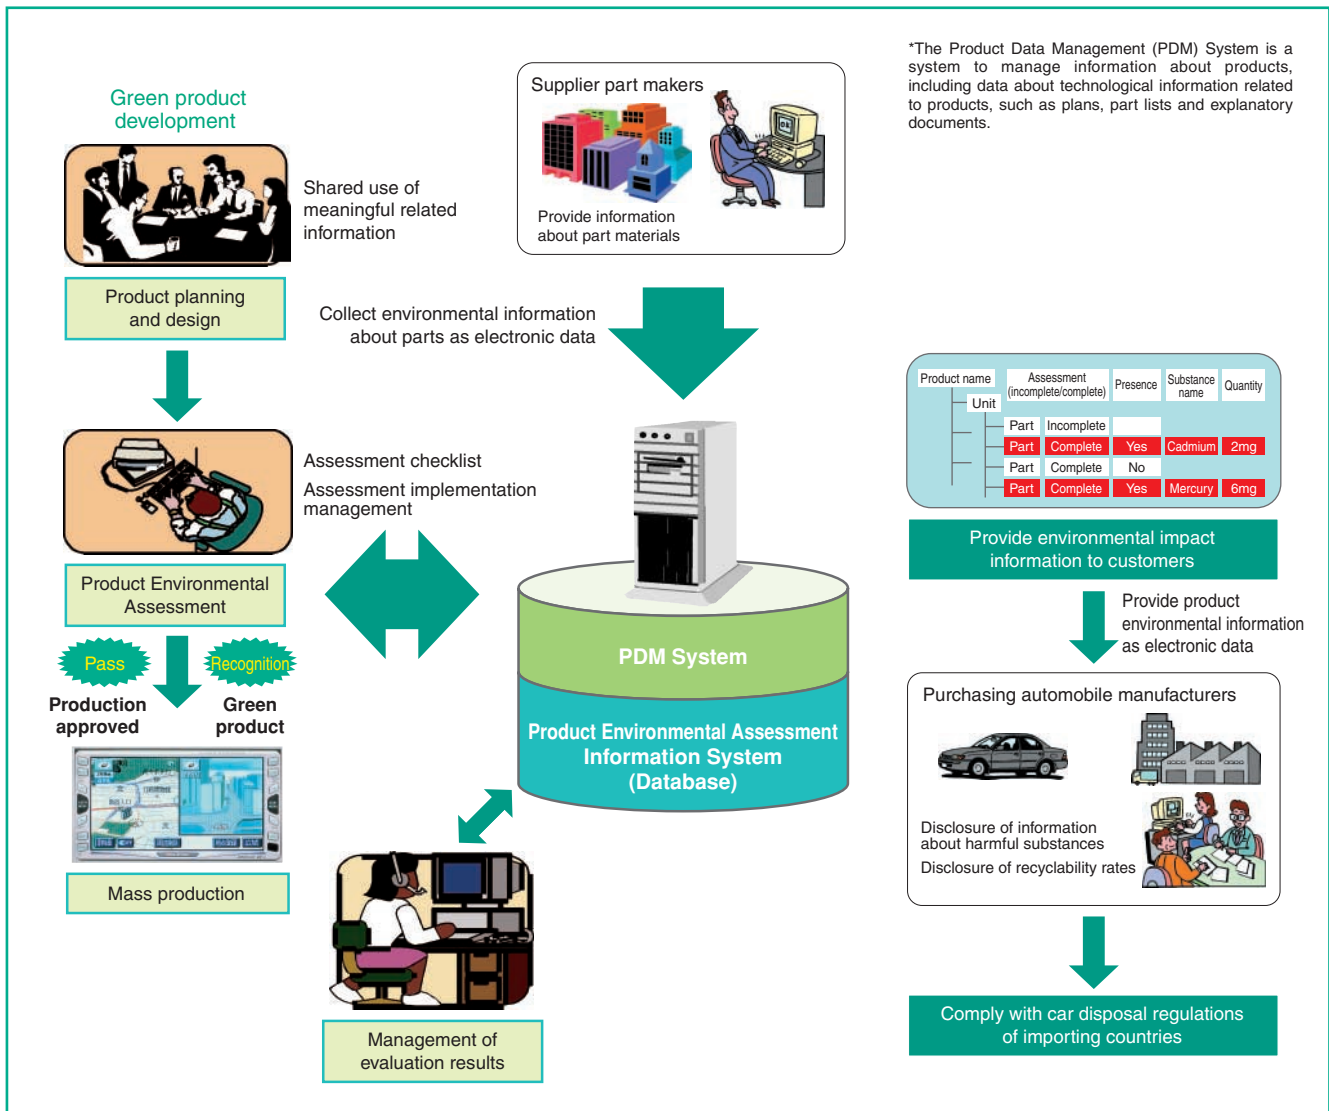 Green product
development
Shared use of
meaningful related
information
Product planning
and design
Assessment checklist
Assessment implementation
management
Product Environmental
Assessment
Pass
Recognition
Production
approved
Green
product
Mass production
Supplier part makers
OK
Provide information
about part materials
Collect environmental information
about parts as electronic data
PDM System
Product Environmental Assessment
Information System
(Database)
Management of
evaluation results
*The Product Data Management (PDM) System is a
system to manage information about products,
including data about technological information related
to products, such as plans, part lists and explanatory
documents.
Product name Assessment (incomplete/complete) Presence Substance name Quantity
Unit
Part Incomplete
Part Complete Yes Cadmium 2mg
Part Complete No
Part Complete Yes Mercury 6mg
Provide environmental impact
information to customers
Provide product
environmental information
as electronic data
Purchasing automobile manufacturers
Disclosure of information
about harmful substances
Disclosure of recyclability rates
Comply with car disposal regulations
of importing countries